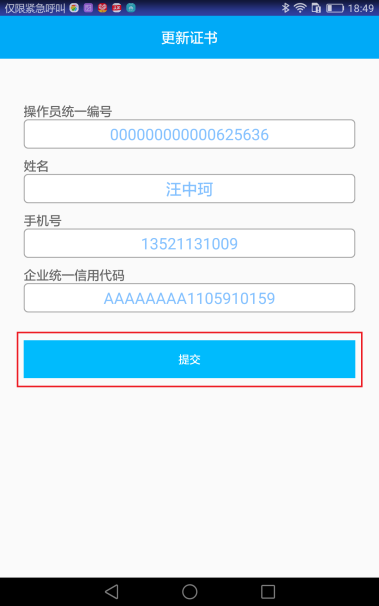 仅限紧急呼叫 18:49
更新证书
操作员统一编号
000000000000625636
姓名
汪中珂
手机号
13521131009
企业统一信用代码
AAAAAAAA1105910159
提交